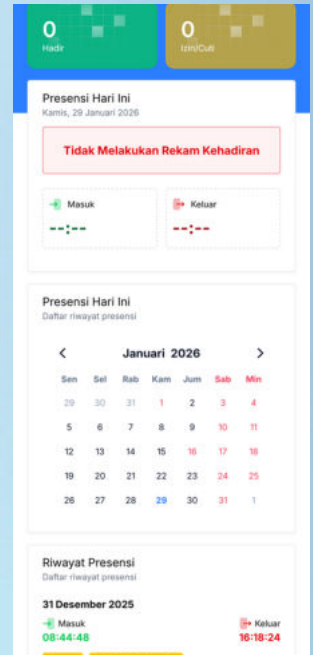 0
Hadir
0
Izin/Cuti
Presensi Hari Ini
Kamis, 29 Januari 2026
Tidak Melakukan Rekam Kehadiran
Masuk
--:--
Keluar
--:--
Presensi Hari Ini
Daftar riwayat presensi
Januari 2026
Sen Sel Rab Kam Jum Sab Min
29 30 31 1 2 3 4
5 6 7 8 9 10 11
12 13 14 15 16 17 18
19 20 21 22 23 24 25
26 27 28 29 30 31 1
Riwayat Presensi
Daftar riwayat presensi
31 Desember 2025
Masuk
08:44:48
Keluar
16:18:24